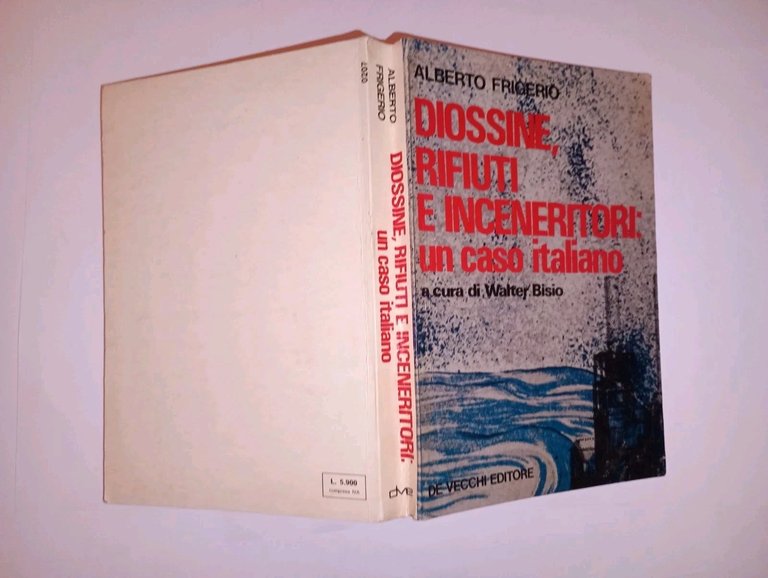 ALBERTO FRIGERIO
DIOSSINE,
RIFIUTI
E INCENERITORI:
un caso italiano
a cura di Walter Bisio
DE VECCHI EDITORE
0207
ALBERTO
FRIGERIO
DIOSSINE, RIFIUTI E INCENERITORI:
un caso italiano
L. 5.900